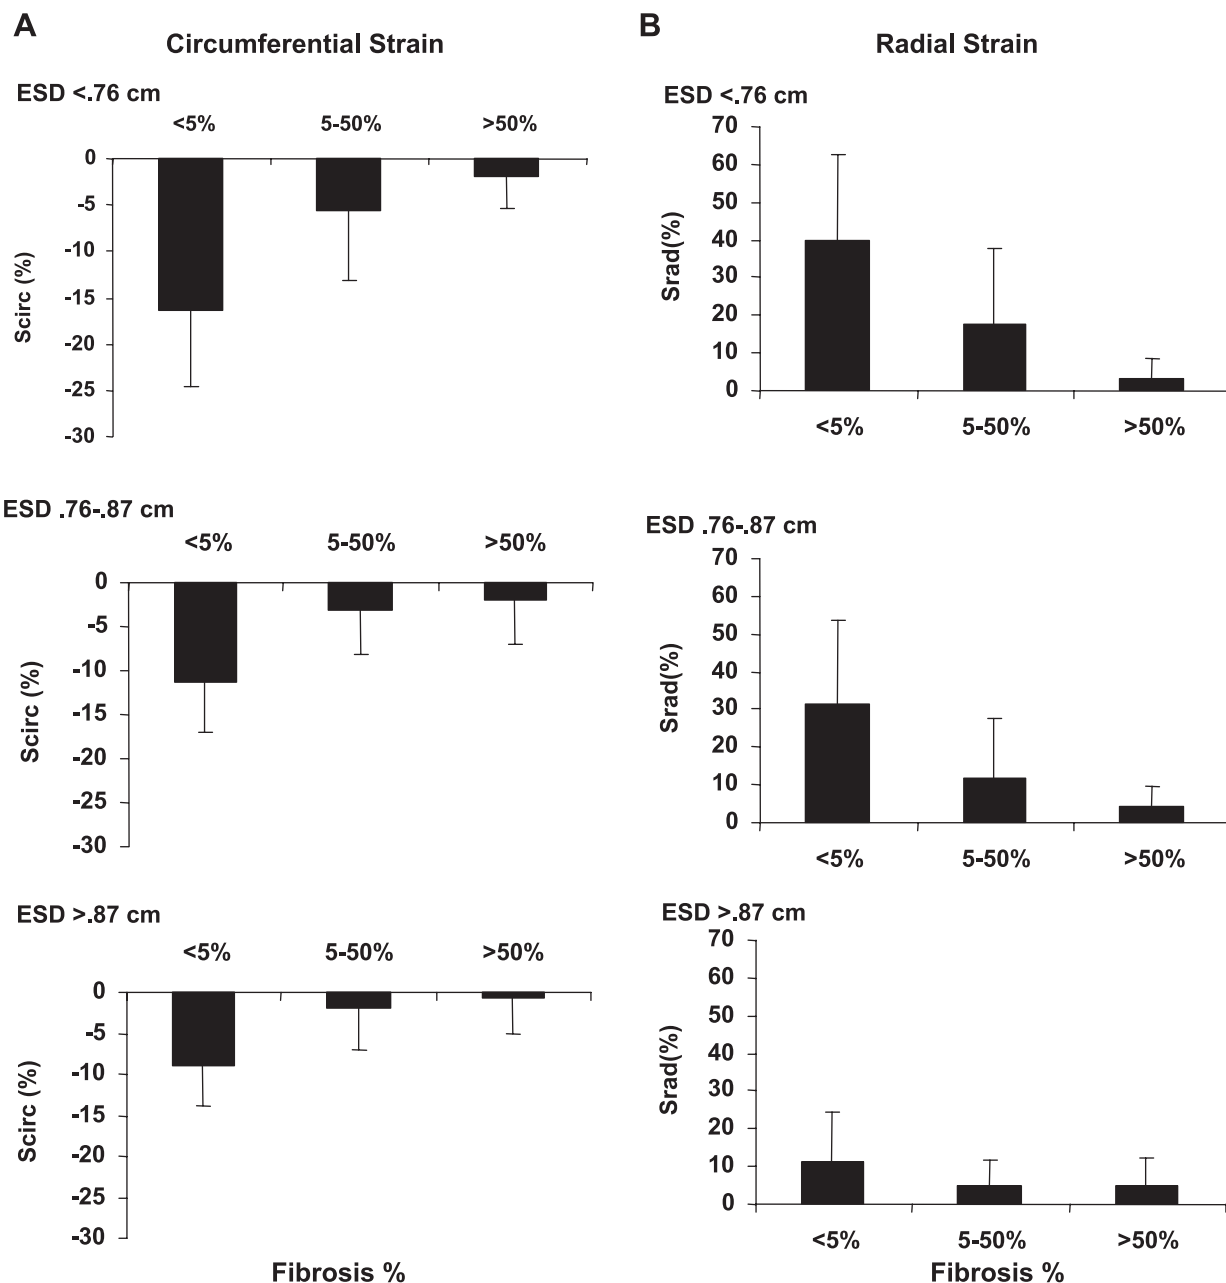 A
Circumferential Strain
ESD <.76 cm
<5% 5-50% >50%
0
-5
-10
-15
-20
-25
-30
Scirc (%)
ESD .76-.87 cm
<5% 5-50% >50%
0
-5
-10
-15
-20
-25
-30
Scirc (%)
ESD >.87 cm
<5% 5-50% >50%
0
-5
-10
-15
-20
-25
-30
Scirc (%)
Fibrosis %
B
Radial Strain
ESD <.76 cm
70
60
50
40
30
20
10
0
Srad(%)
<5% 5-50% >50%
ESD .76-.87 cm
70
60
50
40
30
20
10
0
Srad(%)
<5% 5-50% >50%
ESD >.87 cm
70
60
50
40
30
20
10
0
Srad(%)
<5% 5-50% >50%
Fibrosis %